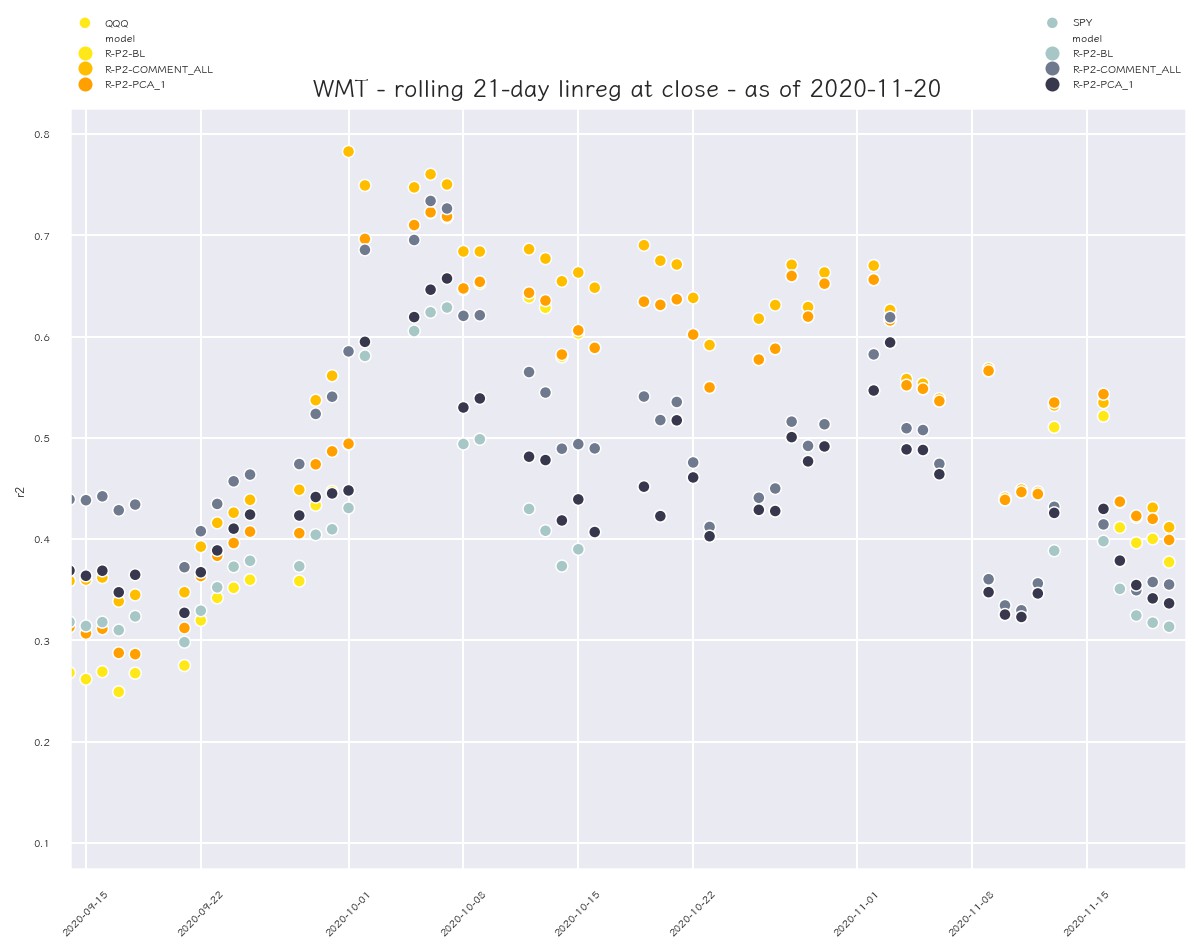 QQQ
model
R-P2-BL
R-P2-COMMENT_ALL
R-P2-PCA_1
SPY
model
R-P2-BL
R-P2-COMMENT_ALL
R-P2-PCA_1
WMT - rolling 21-day linreg at close - as of 2020-11-20
0.8
0.7
0.6
0.5
0.4
0.3
0.2
0.1
r2
2020-09-15
2020-09-22
2020-10-01
2020-10-08
2020-10-15
2020-10-22
2020-11-01
2020-11-08
2020-11-15